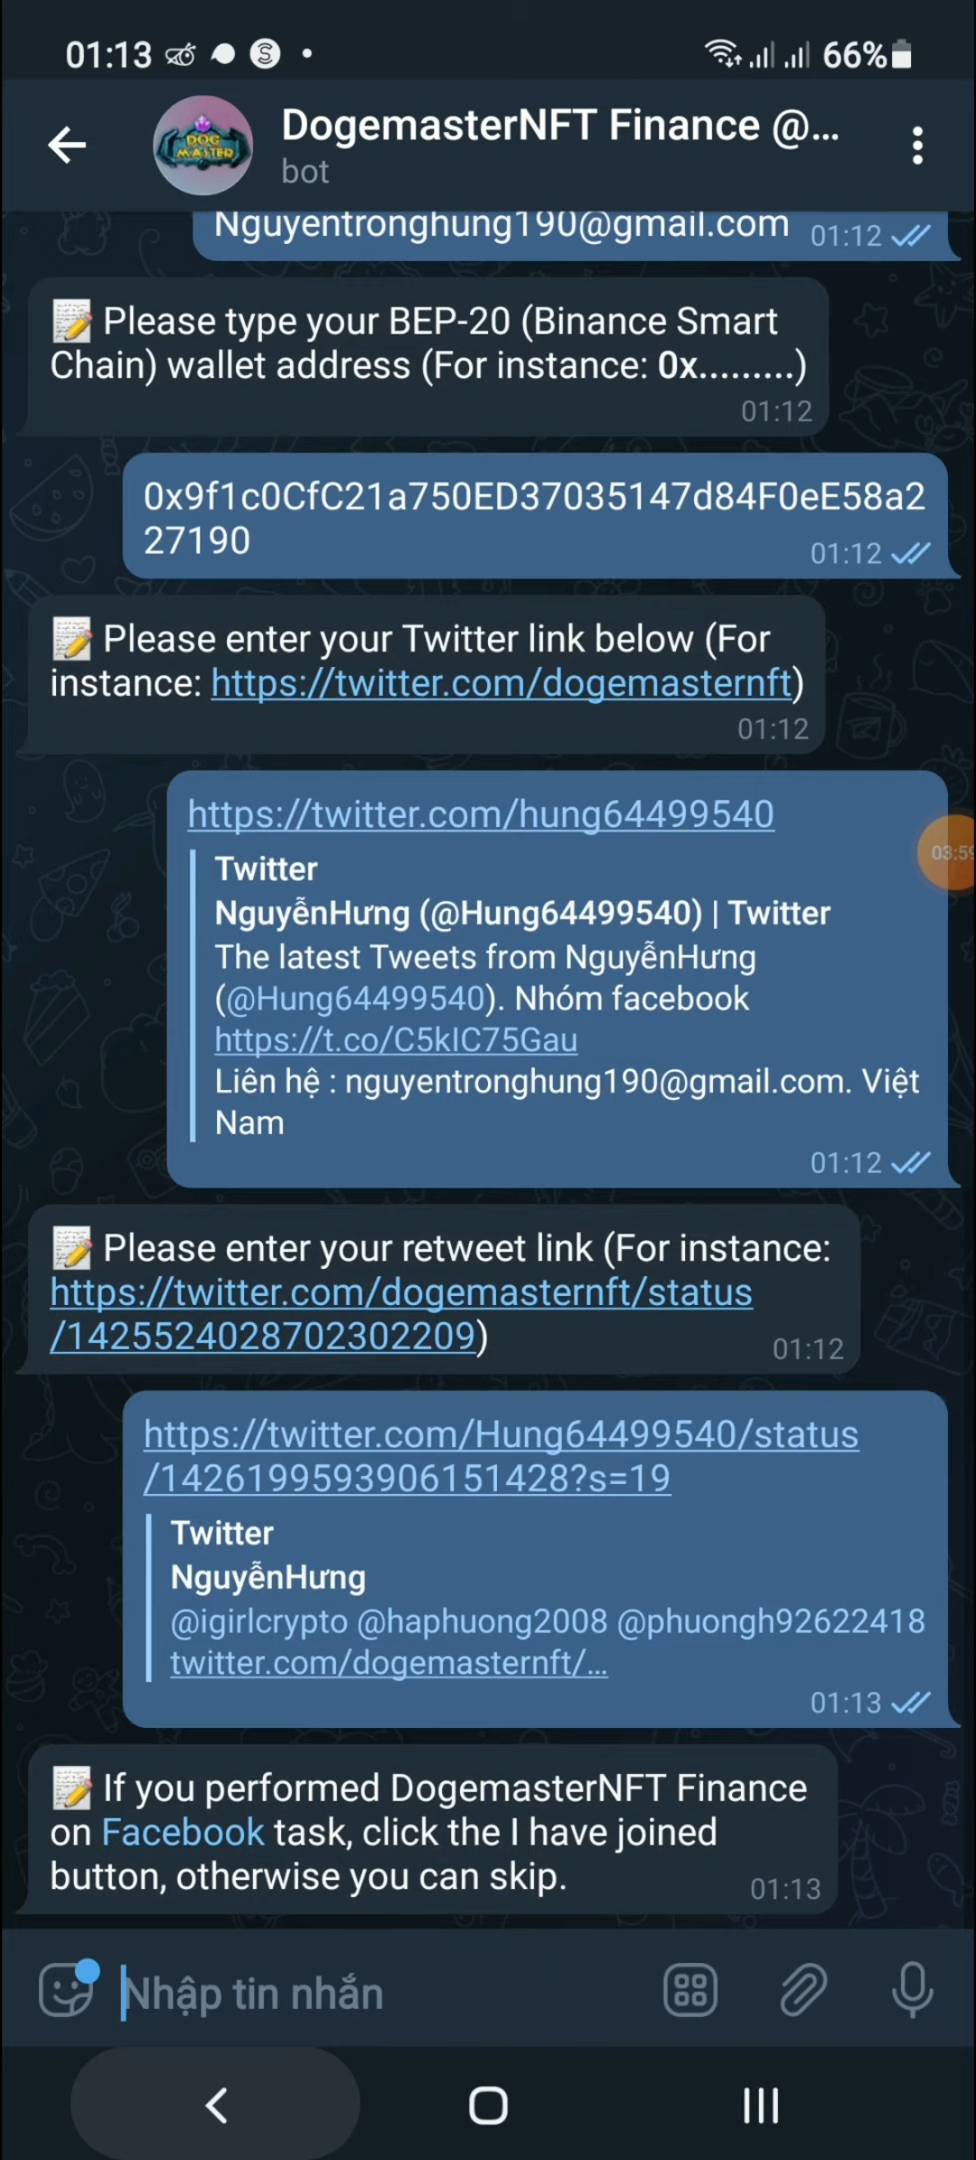 01:13
66%
DogemasterNFT Finance @...
bot
DOG
MASTER
Nguyentronghung190@gmail.com 01:12
Please type your BEP-20 (Binance Smart
Chain) wallet address (For instance: 0x.........)
01:12
0x9f1c0CfC21a750ED37035147d84F0eE58a2
27190
01:12
Please enter your Twitter link below (For
instance: https://twitter.com/dogemasternft)
01:12
https://twitter.com/hung64499540
03:59
Twitter
NguyễnHưng (@Hung64499540) | Twitter
The latest Tweets from NguyễnHưng
(@Hung64499540). Nhóm facebook
https://t.co/C5kIC75Gau
Liên hệ : nguyentronghung190@gmail.com. Việt
Nam
01:12
Please enter your retweet link (For instance:
https://twitter.com/dogemasternft/status
/1425524028702302209)
01:12
https://twitter.com/Hung64499540/status
/1426199593906151428?s=19
Twitter
NguyễnHưng
@igirlcrypto @haphuong2008 @phuongh92622418
twitter.com/dogemasternft/...
01:13
If you performed DogemasterNFT Finance
on Facebook task, click the I have joined
button, otherwise you can skip.
01:13
Nhập tin nhắn